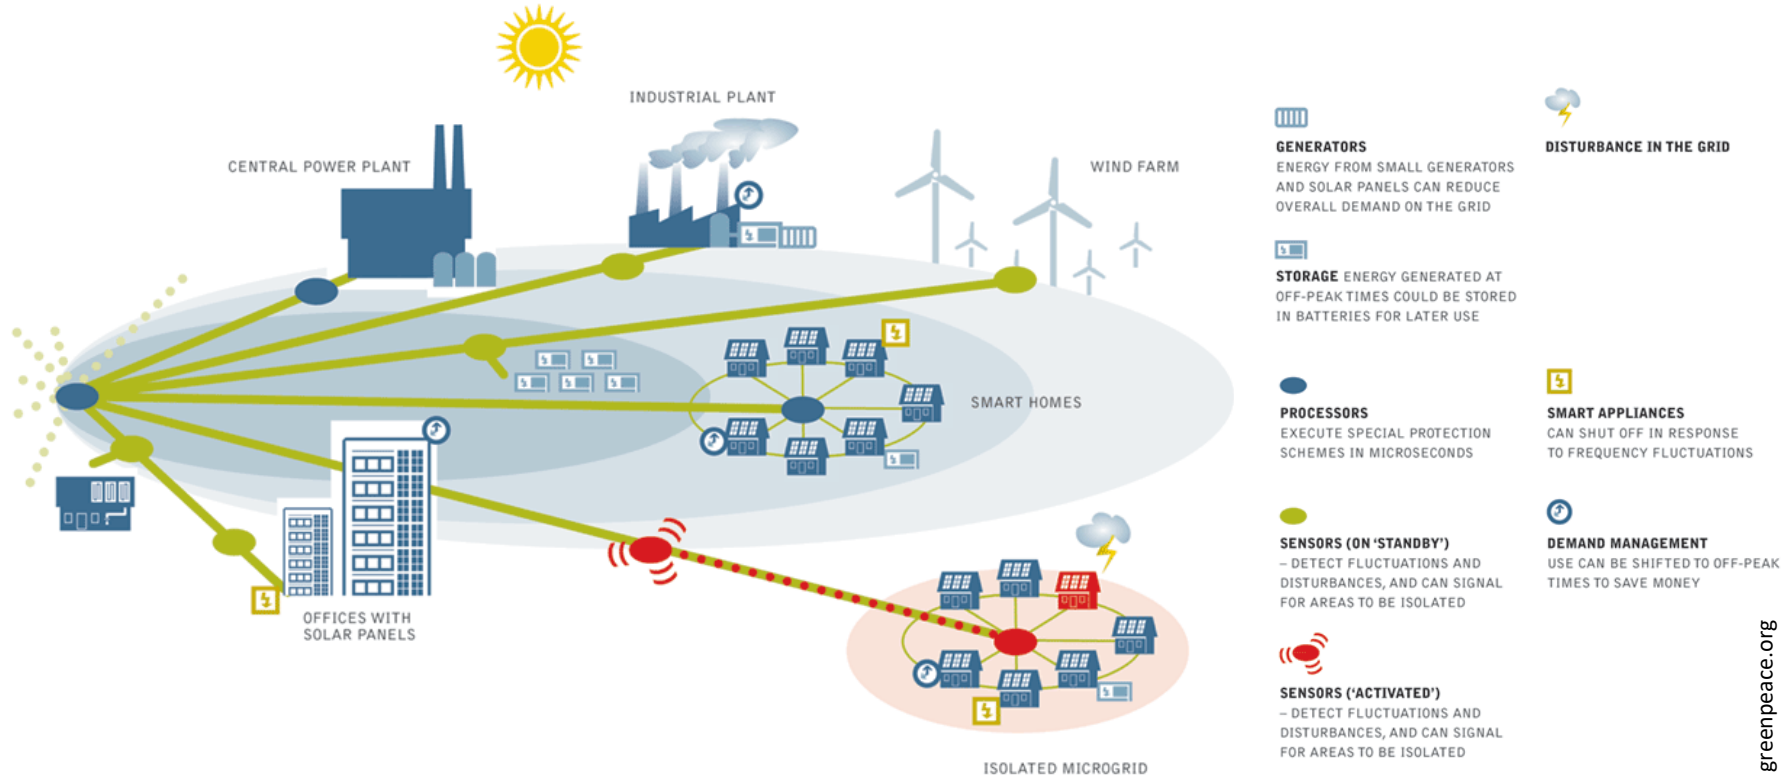 INDUSTRIAL PLANT
CENTRAL POWER PLANT
WIND FARM
SMART HOMES
OFFICES WITH
SOLAR PANELS
ISOLATED MICROGRID
GENERATORS
ENERGY FROM SMALL GENERATORS
AND SOLAR PANELS CAN REDUCE
OVERALL DEMAND ON THE GRID
DISTURBANCE IN THE GRID
STORAGE ENERGY GENERATED AT
OFF-PEAK TIMES COULD BE STORED
IN BATTERIES FOR LATER USE
PROCESSORS
EXECUTE SPECIAL PROTECTION
SCHEMES IN MICROSECONDS
SMART APPLIANCES
CAN SHUT OFF IN RESPONSE
TO FREQUENCY FLUCTUATIONS
SENSORS (ON ‘STANDBY’)
– DETECT FLUCTUATIONS AND
DISTURBANCES, AND CAN SIGNAL
FOR AREAS TO BE ISOLATED
DEMAND MANAGEMENT
USE CAN BE SHIFTED TO OFF-PEAK
TIMES TO SAVE MONEY
SENSORS (‘ACTIVATED’)
– DETECT FLUCTUATIONS AND
DISTURBANCES, AND CAN SIGNAL
FOR AREAS TO BE ISOLATED
greenpeace.org